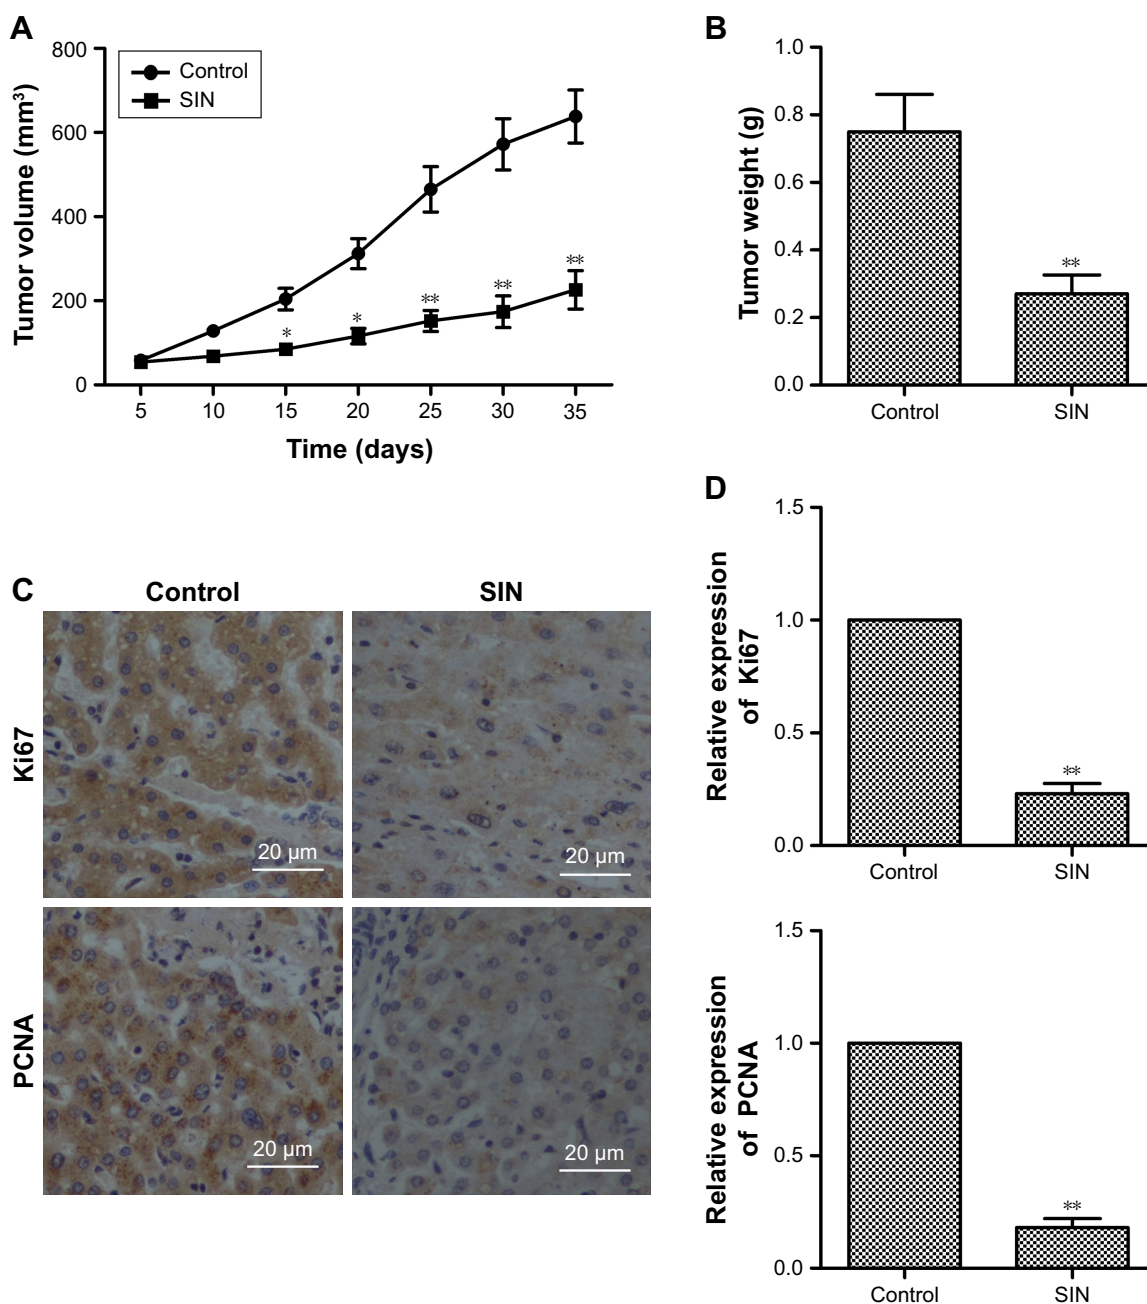 A
800
600
400
200
0
Tumor volume (mm³)
Control
SIN
*
*
**
**
**
5 10 15 20 25 30 35
Time (days)
B
1.0
0.8
0.6
0.4
0.2
0.0
Tumor weight (g)
**
Control SIN
C
Control SIN
Ki67
20 µm
20 µm
PCNA
20 µm
20 µm
D
1.5
1.0
0.5
0.0
Relative expression
of Ki67
**
Control SIN
1.5
1.0
0.5
0.0
Relative expression
of PCNA
**
Control SIN